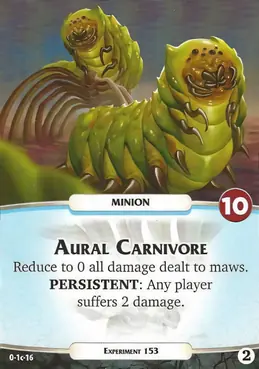 MINION
10
AURAL CARNIVORE
Reduce to 0 all damage dealt to maws.
PERSISTENT: Any player
suffers 2 damage.
EXPERIMENT 153
0-1c-16
2